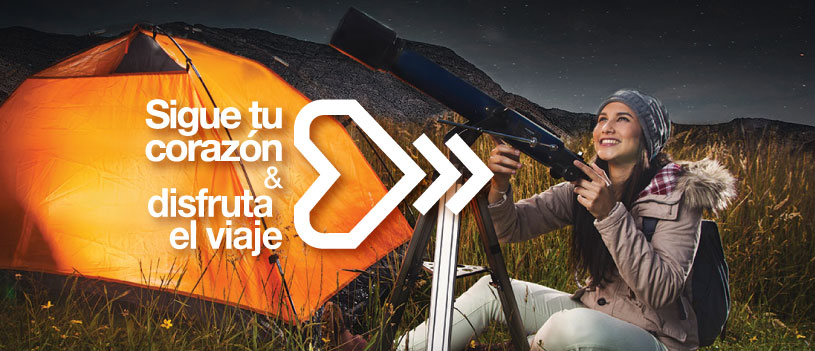 Sigue tu
corazón
&
disfruta
el viaje